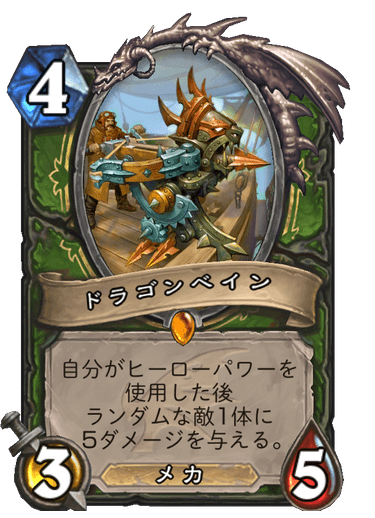 4
ドラゴンベイン
自分がヒーローパワーを
使用した後
ランダムな敵1体に
5ダメージを与える。
3
メカ
5